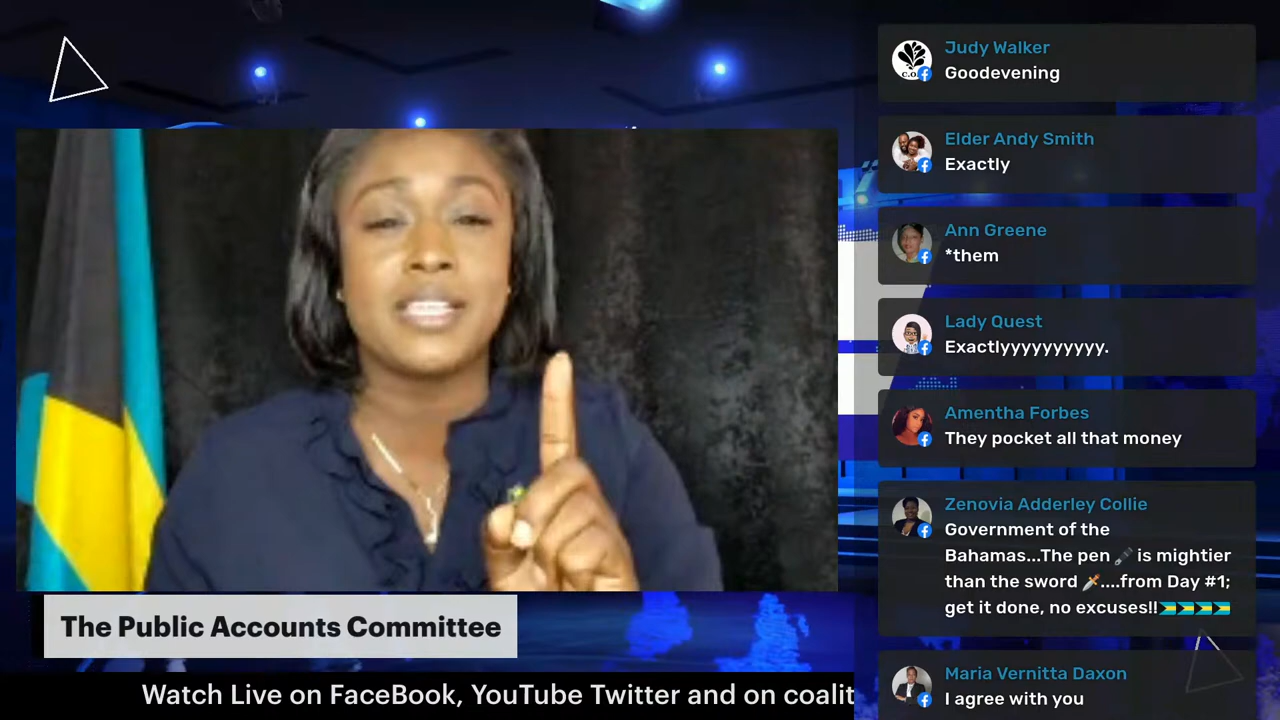 The Public Accounts Committee
Watch Live on FaceBook, YouTube Twitter and on coalit
C.O.I
Judy Walker
Goodevening
Elder Andy Smith
Exactly
Ann Greene
*them
Lady Quest
Exactlyyyyyyyyyy.
Amentha Forbes
They pocket all that money
Zenovia Adderley Collie
Government of the
Bahamas...The pen 🖋 is mightier
than the sword 🗡....from Day #1;
get it done, no excuses!!🇧🇸🇧🇸🇧🇸🇧🇸
Maria Vernitta Daxon
I agree with you